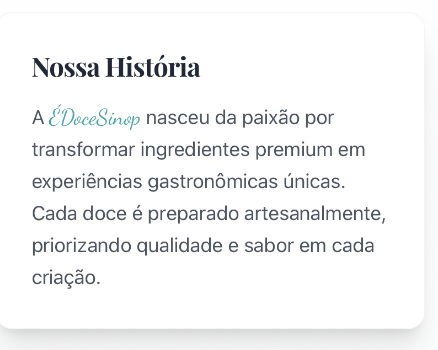 Nossa História
A ÉDoceSinop nasceu da paixão por
transformar ingredientes premium em
experiências gastronômicas únicas.
Cada doce é preparado artesanalmente,
priorizando qualidade e sabor em cada
criação.